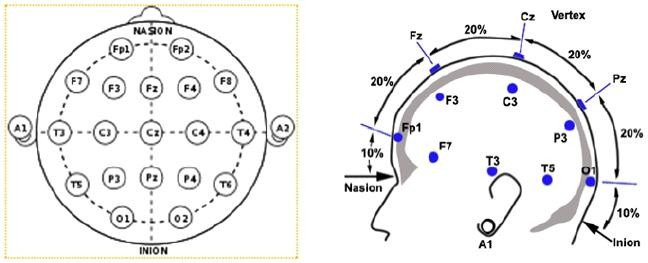 NASION
Fp1 Fp2
F7 F3 Fz F4 F8
A1 T3 C3 Cz C4 T4 A2
T5 P3 Pz P4 T6
O1 O2
INION
Cz Vertex
Fz 20%
20% 20%
Pz
F3 C3
Fp1 P3 20%
10% F7 T3 T5 O1
Nasion
10%
A1 Inion